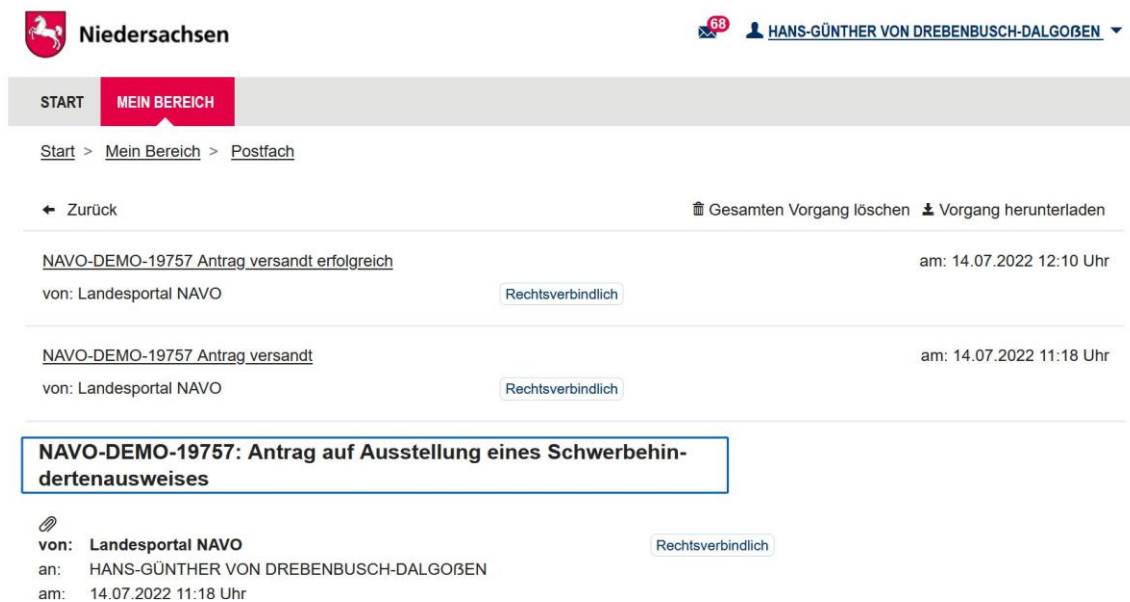 Niedersachsen
68
HANS-GÜNTHER VON DREBENBUSCH-DALGOßEN
START
MEIN BEREICH
Start > Mein Bereich > Postfach
Zurück
Gesamten Vorgang löschen
Vorgang herunterladen
NAVO-DEMO-19757 Antrag versandt erfolgreich
am: 14.07.2022 12:10 Uhr
von: Landesportal NAVO
Rechtsverbindlich
NAVO-DEMO-19757 Antrag versandt
am: 14.07.2022 11:18 Uhr
von: Landesportal NAVO
Rechtsverbindlich
NAVO-DEMO-19757: Antrag auf Ausstellung eines Schwerbehin-
dertenausweises
von: Landesportal NAVO
Rechtsverbindlich
an: HANS-GÜNTHER VON DREBENBUSCH-DALGOßEN
am: 14.07.2022 11:18 Uhr